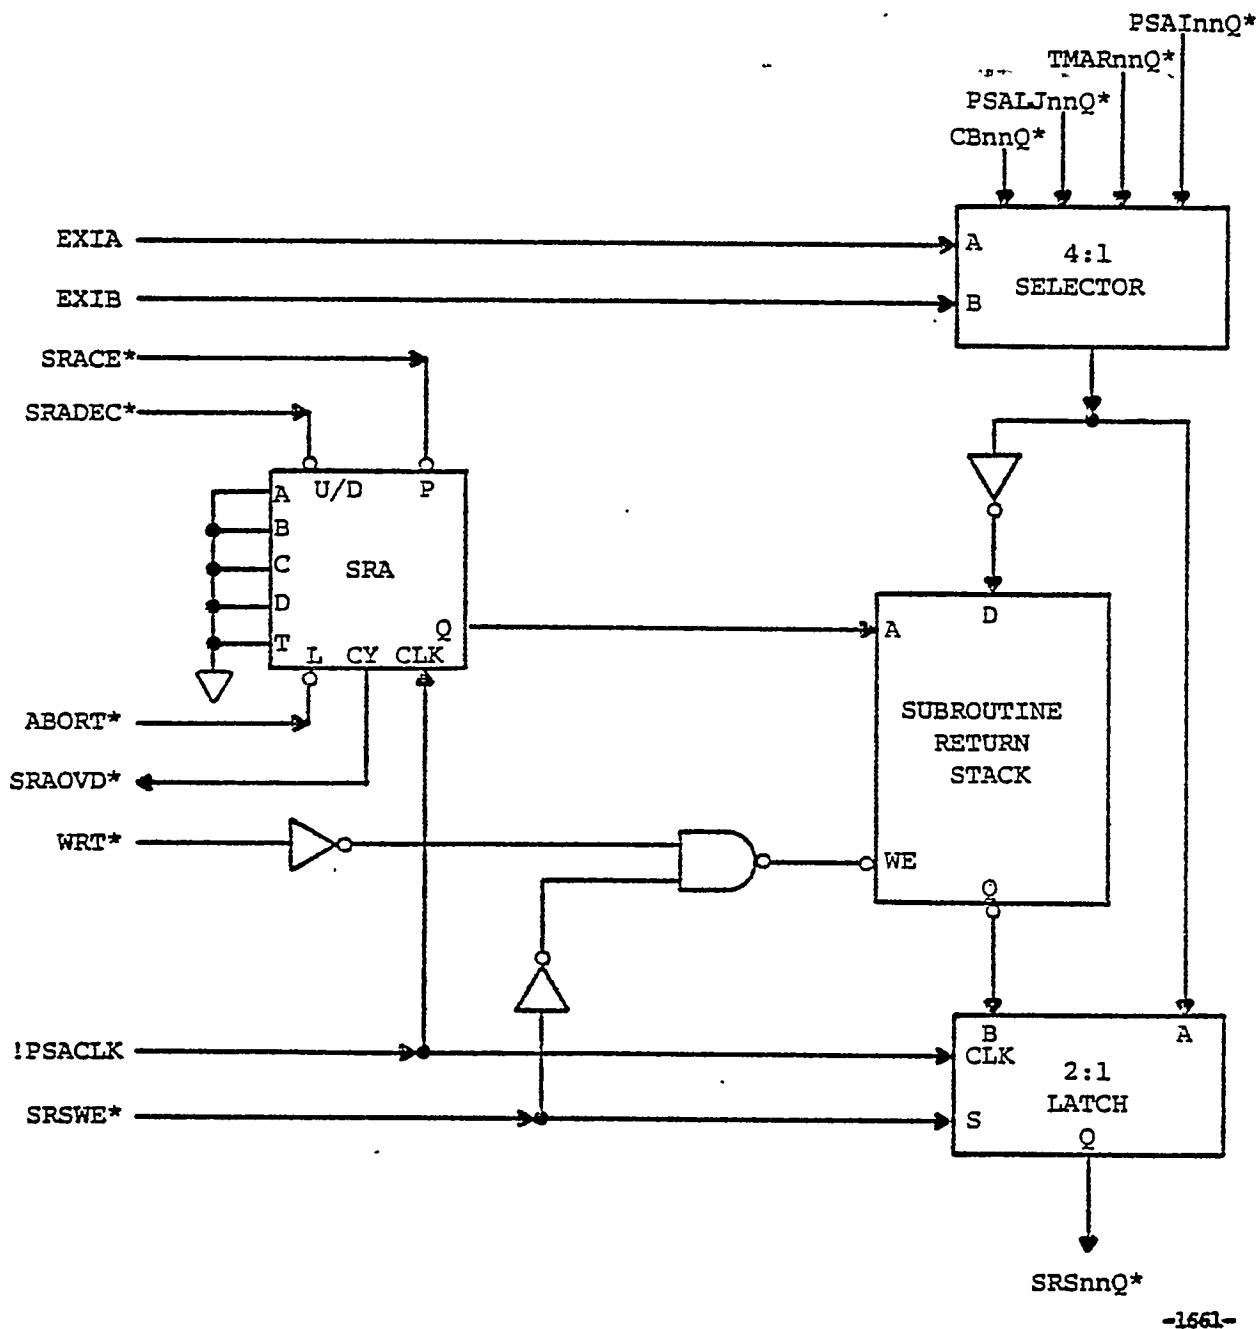 PSAInnQ*
TMARnnQ*
PSALJnnQ*
CBnnQ*
EXIA
A
4:1
SELECTOR
EXIB
B
SRACE*
SRADEC*
U/D
P
A
B
C
SRA
D
Q
T
L
CY
CLK
A
D
SUBROUTINE
RETURN
STACK
ABORT*
SRAOVD*
WRT*
WE
Q
!PSACLK
B
A
CLK
2:1
LATCH
SRSWE*
S
Q
SRSnnQ*
-1661-